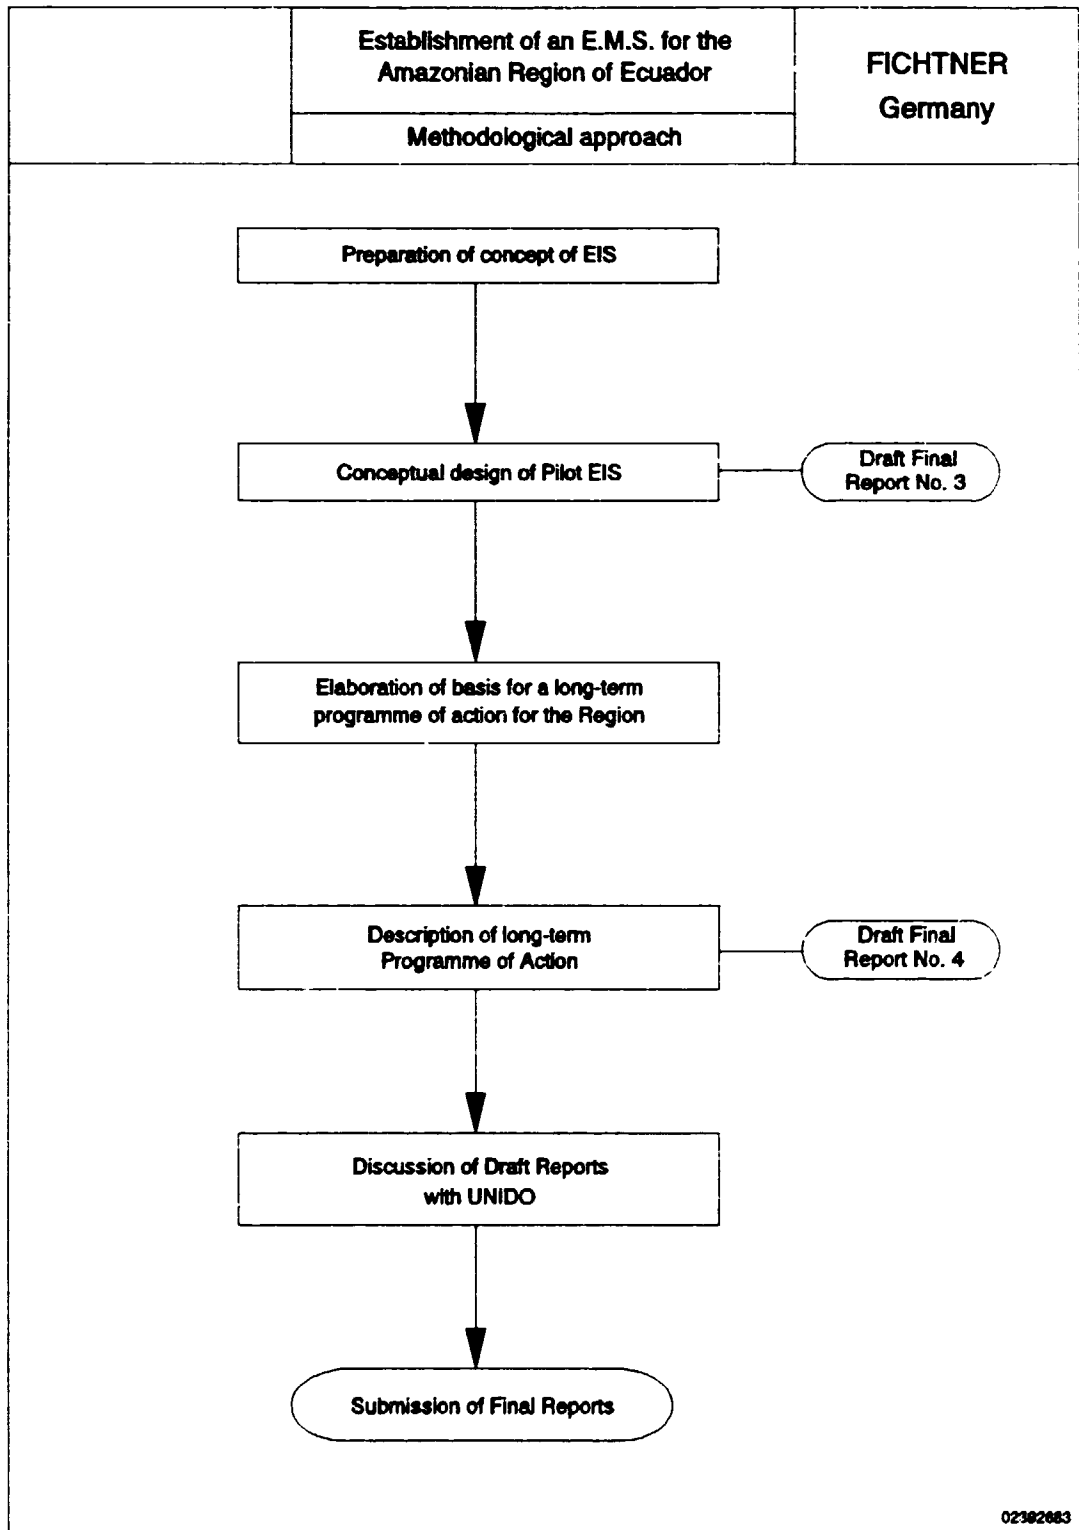 Establishment of an E.M.S. for the
Amazonian Region of Ecuador
Methodological approach
FICHTNER
Germany
Preparation of concept of EIS
Conceptual design of Pilot EIS
Draft Final
Report No. 3
Elaboration of basis for a long-term
programme of action for the Region
Description of long-term
Programme of Action
Draft Final
Report No. 4
Discussion of Draft Reports
with UNIDO
Submission of Final Reports